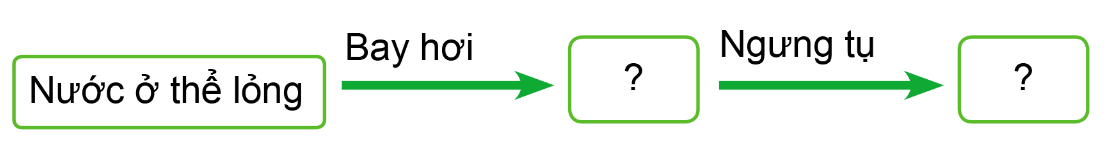 Nước ở thể lỏng
Bay hơi
?
Ngưng tụ
?